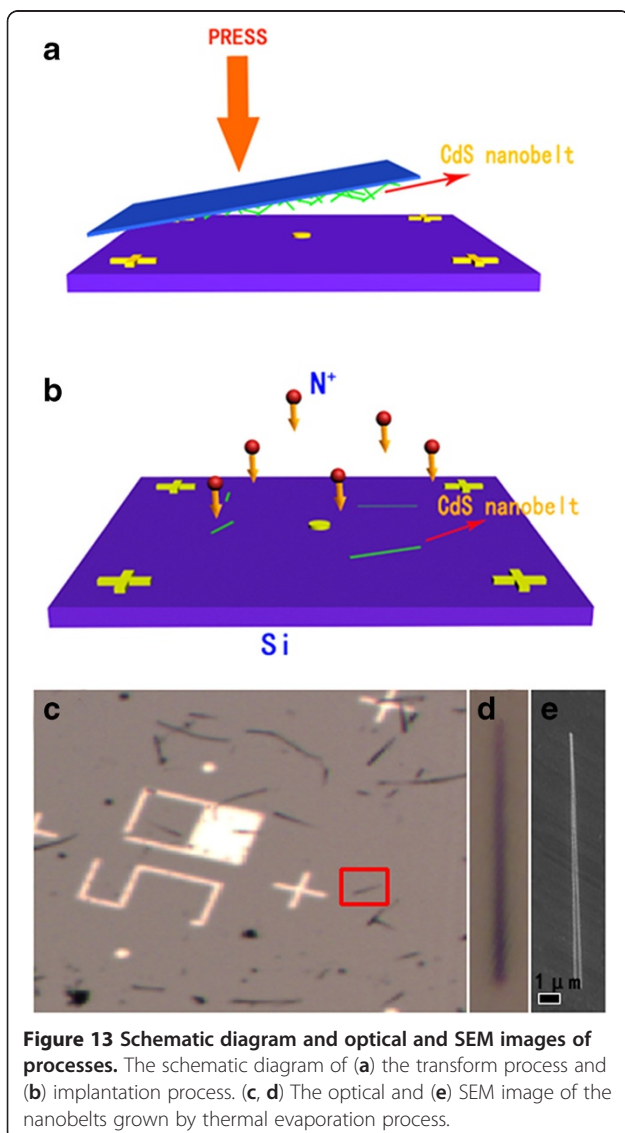 a
PRESS
CdS nanobelt
b
N⁺
CdS nanobelt
Si
c
d
e
1 μm
Figure 13 Schematic diagram and optical and SEM images of
processes. The schematic diagram of (a) the transform process and
(b) implantation process. (c, d) The optical and (e) SEM image of the
nanobelts grown by thermal evaporation process.